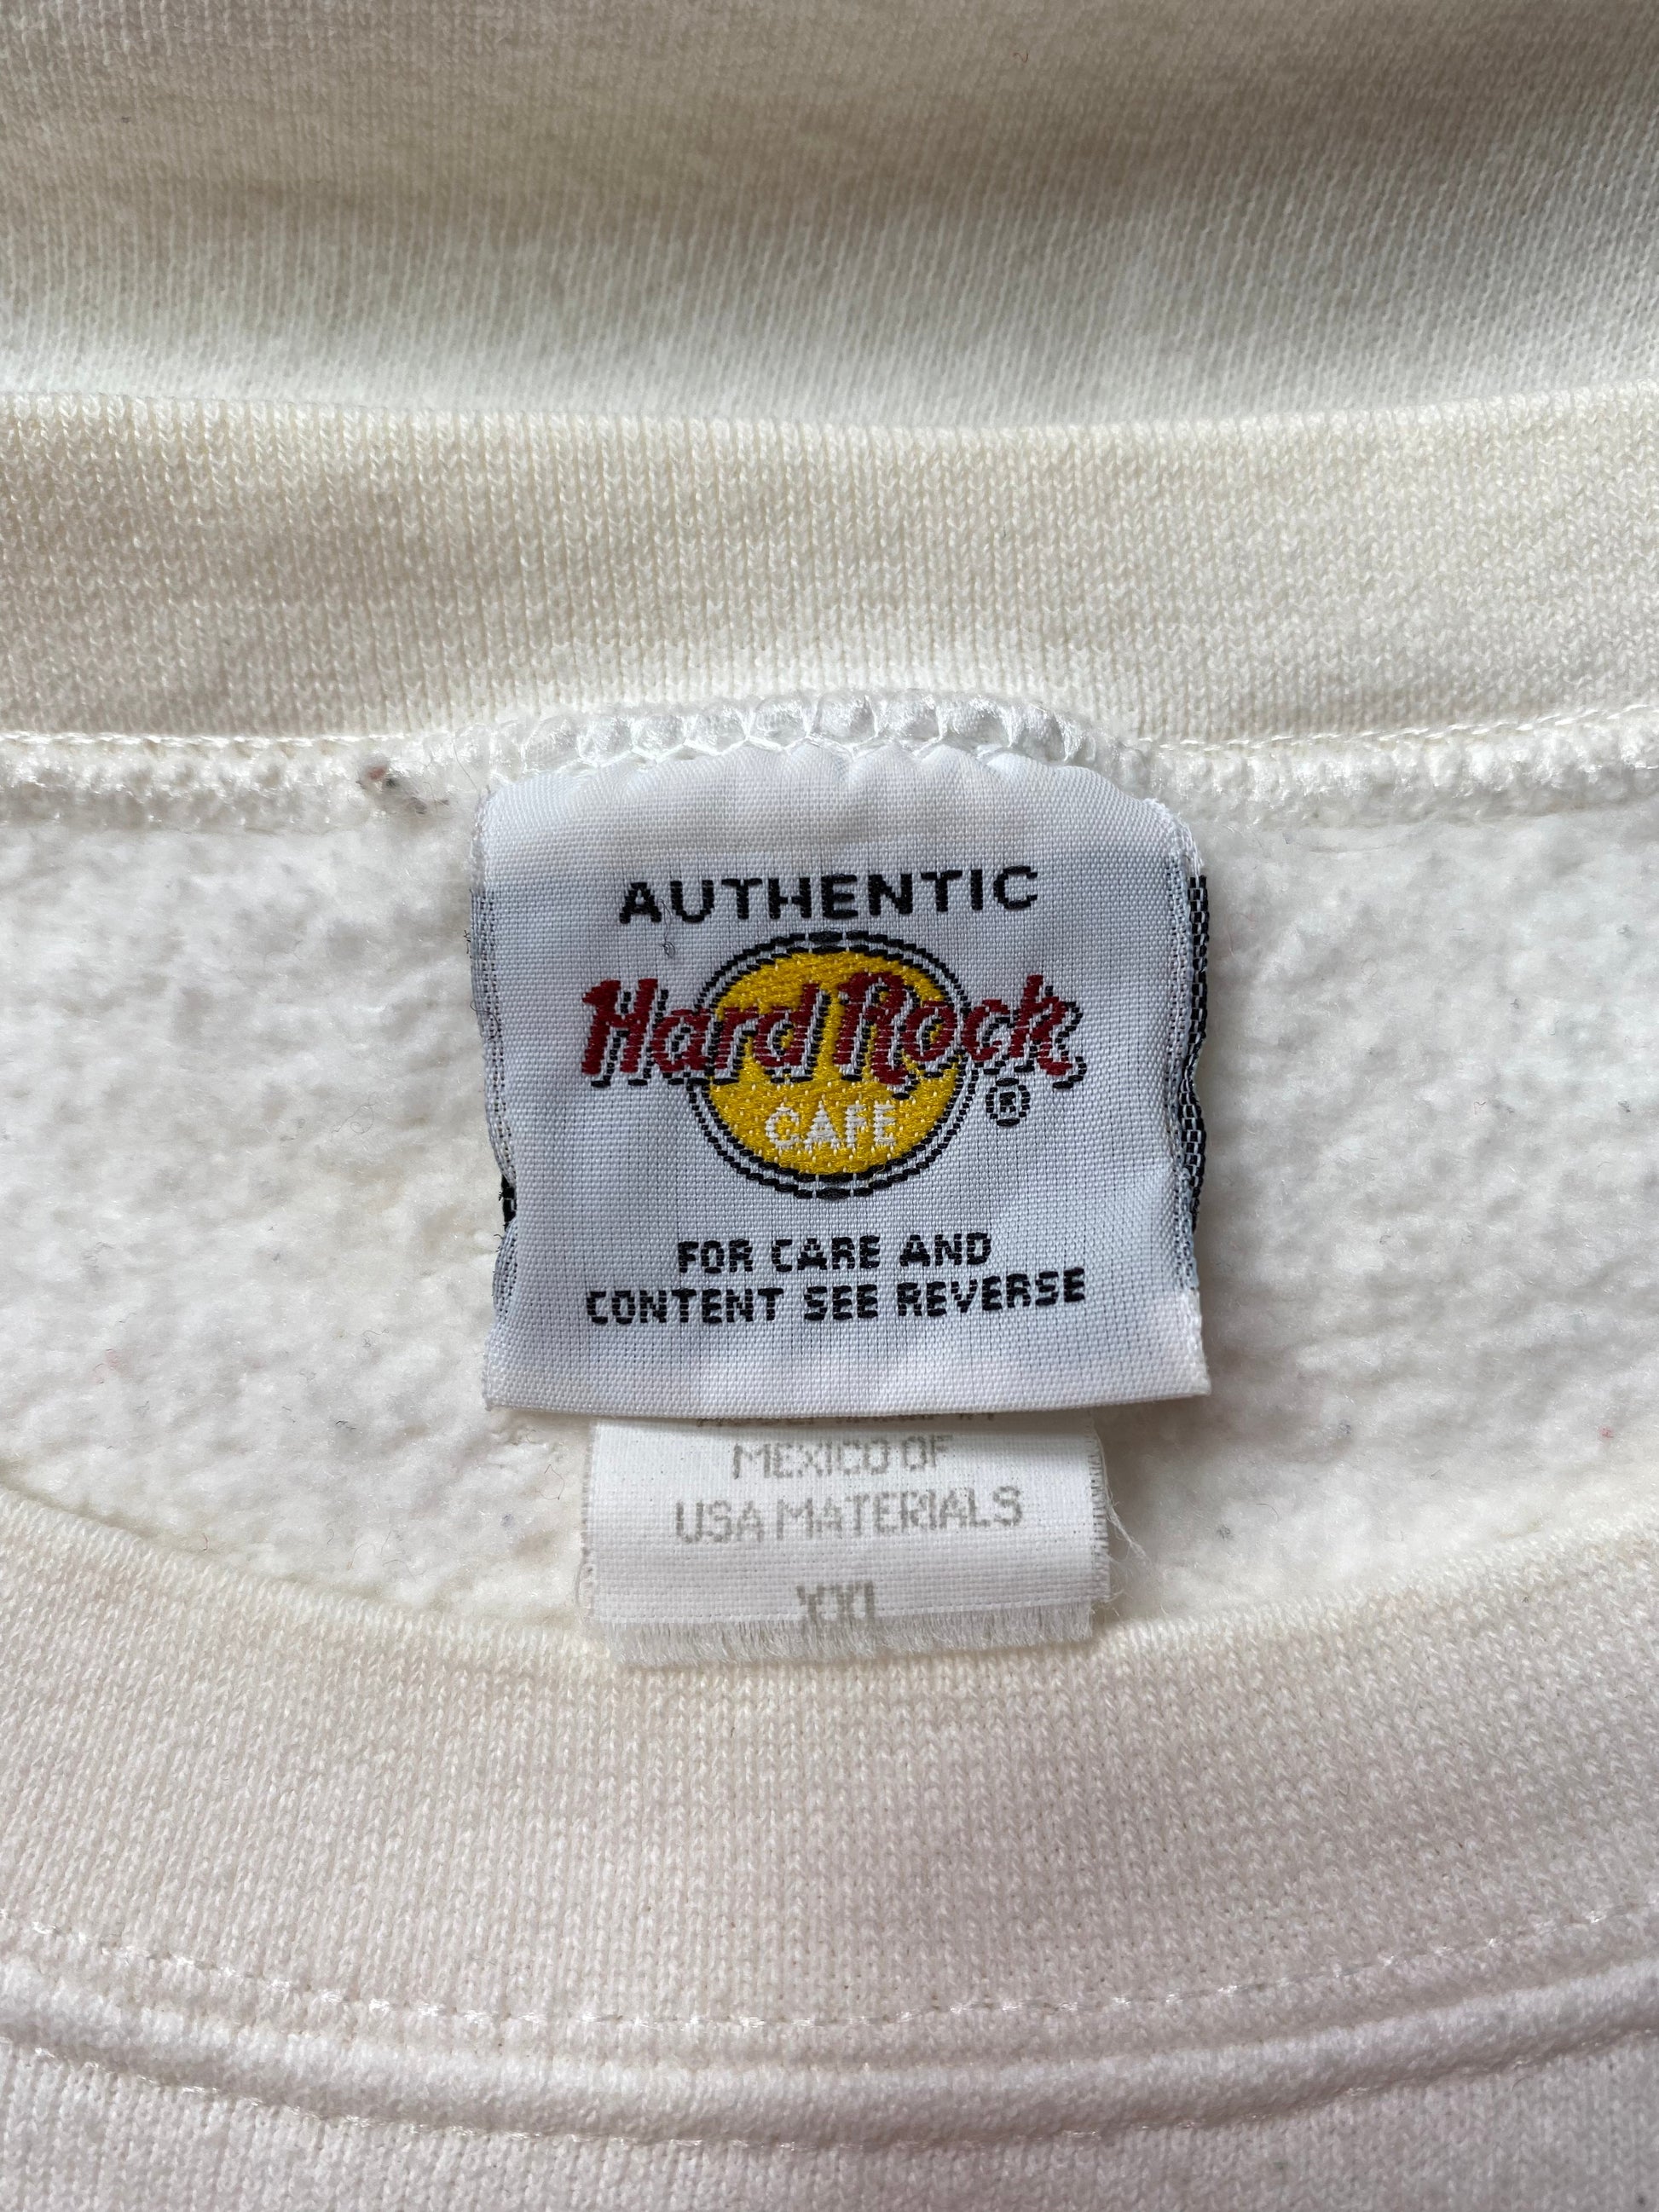 AUTHENTIC
Hard Rock
CAFE
®
FOR CARE AND
CONTENT SEE REVERSE
MEXICO OF
USA MATERIALS
XXL